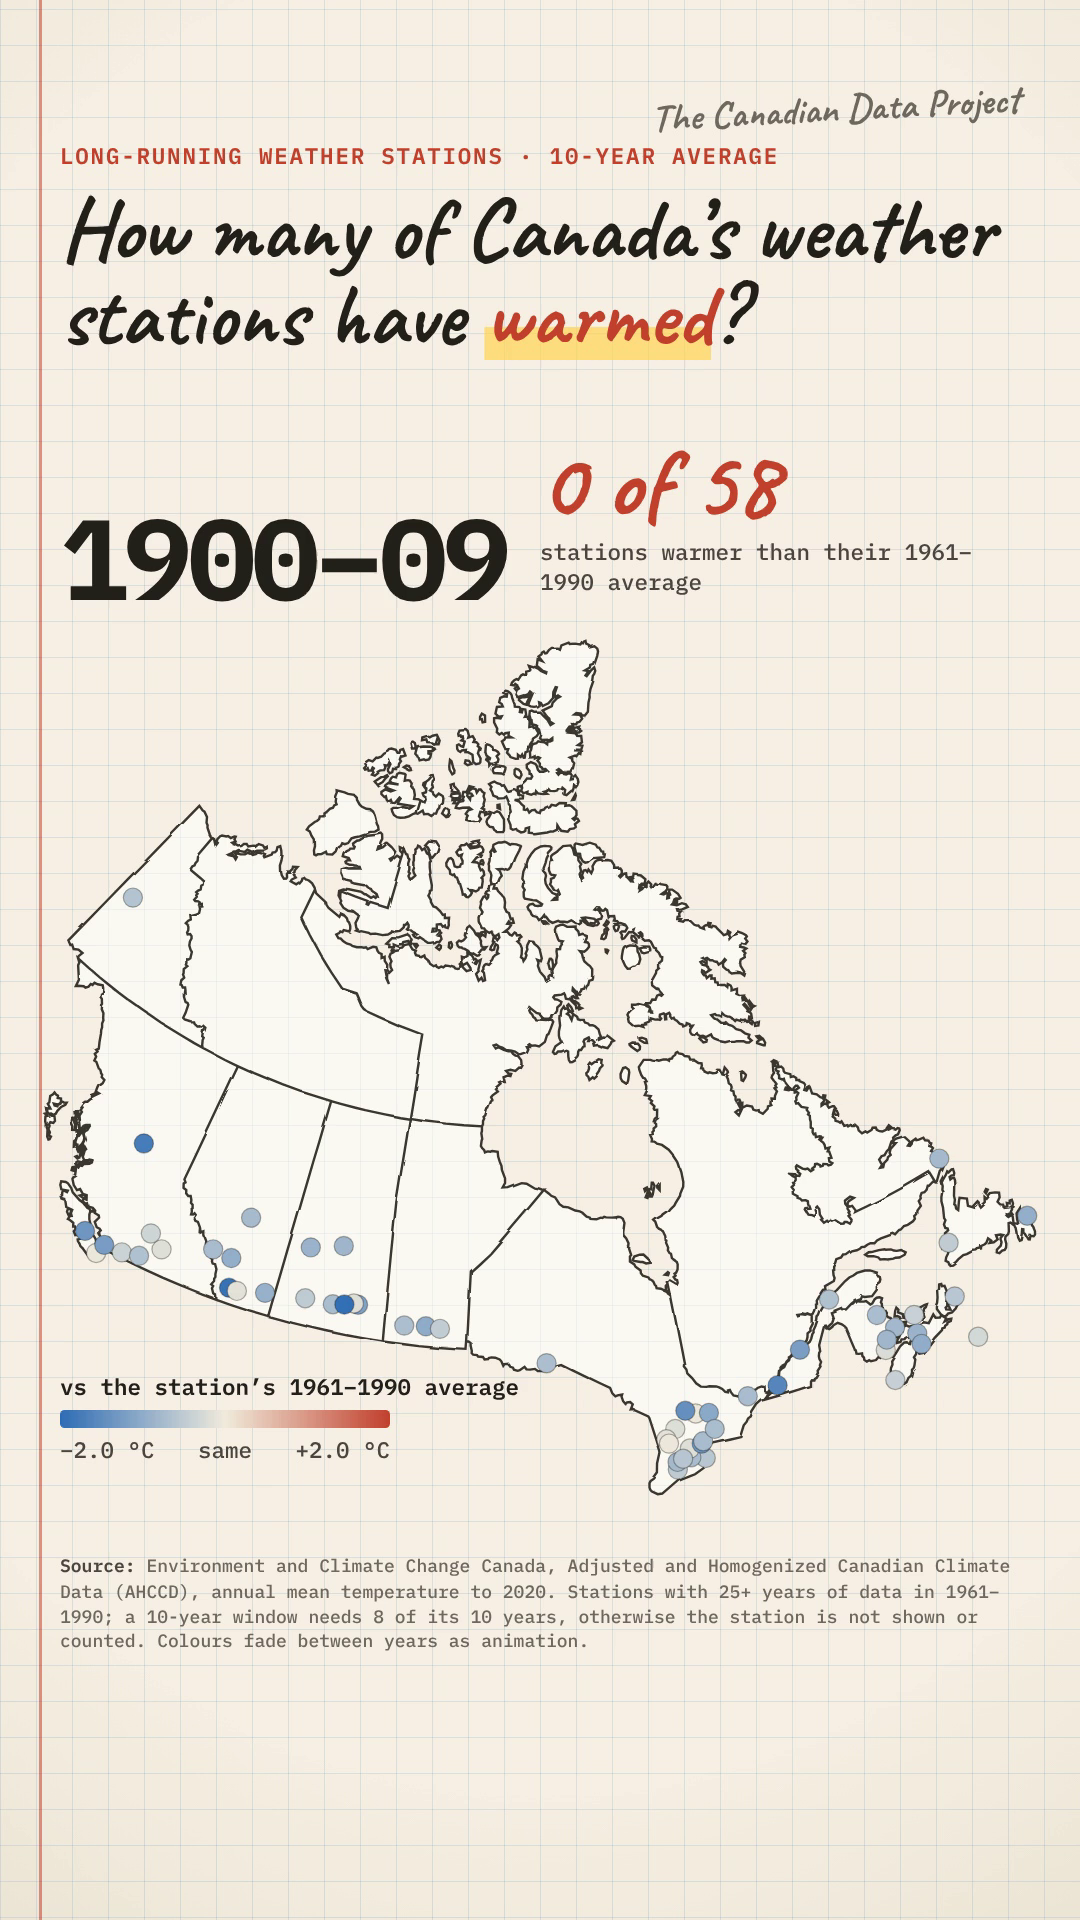 The Canadian Data Project
LONG-RUNNING WEATHER STATIONS · 10-YEAR AVERAGE
How many of Canada’s weather
stations have warmed?
0 of 58
1900–09
stations warmer than their 1961–
1990 average
vs the station’s 1961–1990 average
−2.0 °C same +2.0 °C
Source: Environment and Climate Change Canada, Adjusted and Homogenized Canadian Climate
Data (AHCCD), annual mean temperature to 2020. Stations with 25+ years of data in 1961–
1990; a 10-year window needs 8 of its 10 years, otherwise the station is not shown or
counted. Colours fade between years as animation.